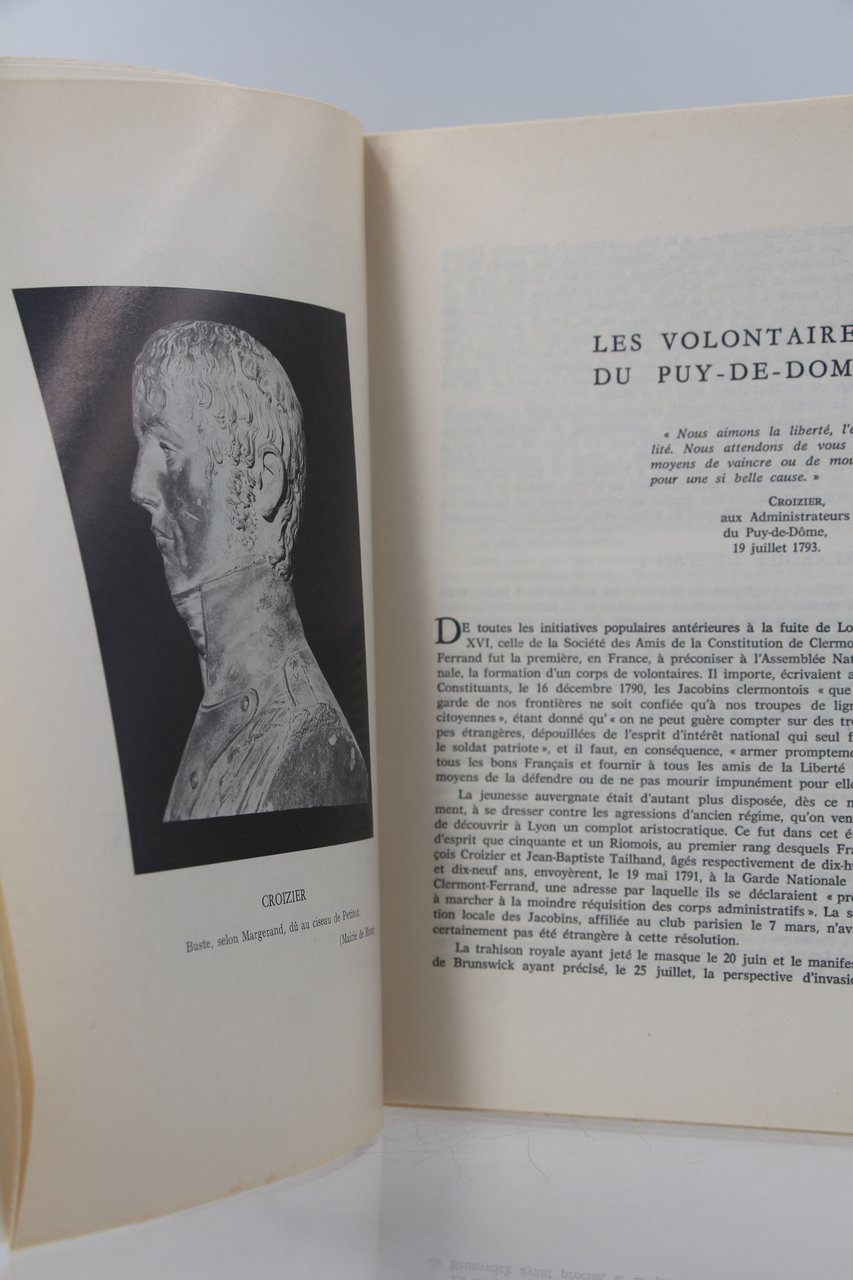 CROIZIER
Buste, selon Margerand, dû au ciseau de Petitot.
(Mairie de
LES VOLONTAIRE
DU PUY-DE-DOM
« Nous aimons la liberté, l'é
lité. Nous attendons de vous
moyens de vaincre ou de mou
pour une si belle cause. »
CROIZIER,
aux Administrateurs
du Puy-de-Dôme,
19 juillet 1793.
DE toutes les initiatives populaires antérieures à la fuite de Lo
XVI, celle de la Société des Amis de la Constitution de Clermo
Ferrand fut la première, en France, à préconiser à l'Assemblée Nat
nale, la formation d'un corps de volontaires. Il importe, écrivaient a
Constituants, le 16 décembre 1790, les Jacobins clermontois « que
garde de nos frontières ne soit confiée qu'à nos troupes de lign
citoyennes », étant donné qu' « on ne peut guère compter sur des tro
pes étrangères, dépouillées de l'esprit d'intérêt national qui seul f
le soldat patriote », et il faut, en conséquence, « armer prompteme
tous les bons Français et fournir à tous les amis de la Liberté
moyens de la défendre ou de ne pas mourir impunément pour elle
La jeunesse auvergnate était d'autant plus disposée, dès ce m
ment, à se dresser contre les agressions d'ancien régime, qu'on ven
de découvrir à Lyon un complot aristocratique. Ce fut dans cet é
d'esprit que cinquante et un Riomois, au premier rang desquels Fra
çois Croizier et Jean-Baptiste Tailhand, âgés respectivement de dix-hu
et dix-neuf ans, envoyèrent, le 19 mai 1791, à la Garde Nationale
Clermont-Ferrand, une adresse par laquelle ils se déclaraient « prê
à marcher à la moindre réquisition des corps administratifs ». La s
tion locale des Jacobins, affiliée au club parisien le 7 mars, n'av
certainement pas été étrangère à cette résolution.
La trahison royale ayant jeté le masque le 20 juin et le manifes
de Brunswick ayant précisé, le 25 juillet, la perspective d'invasio